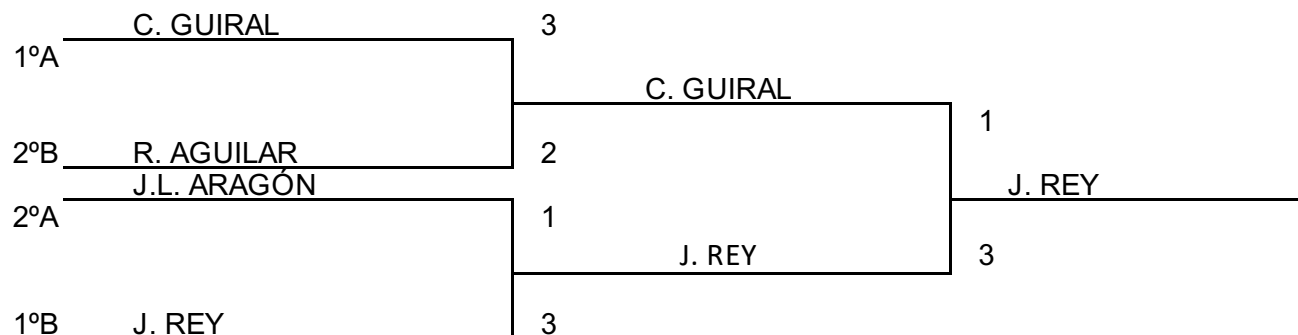 C. GUIRAL 3
1ºA
C. GUIRAL
1
2ºB R. AGUILAR 2
J.L. ARAGÓN J. REY
2ºA 1
J. REY 3
1ºB J. REY 3